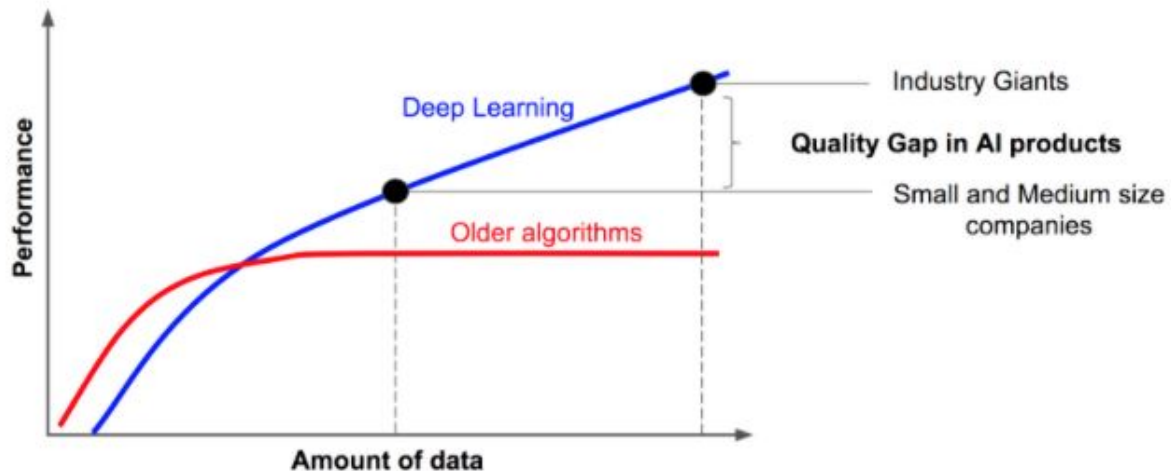 Industry Giants
Deep Learning
Quality Gap in AI products
Small and Medium size
companies
Older algorithms
Performance
Amount of data